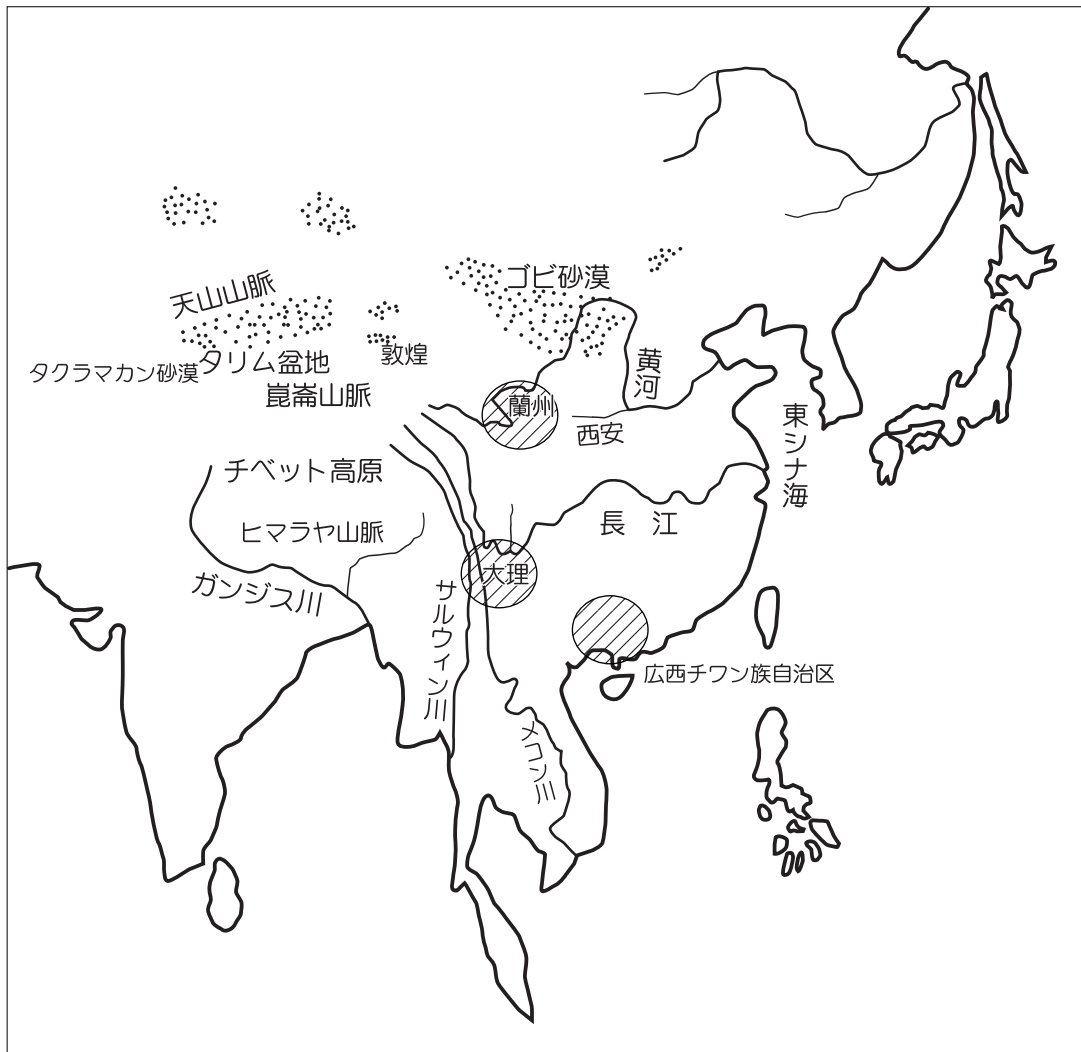 天山山脈
ゴビ砂漠
タクラマカン砂漠
タリム盆地
敦煌
崑崙山脈
蘭州
黄河
西安
東シナ海
チベット高原
ヒマラヤ山脈
長江
ガンジス川
大理
サルウィン川
広西チワン族自治区
メコン川